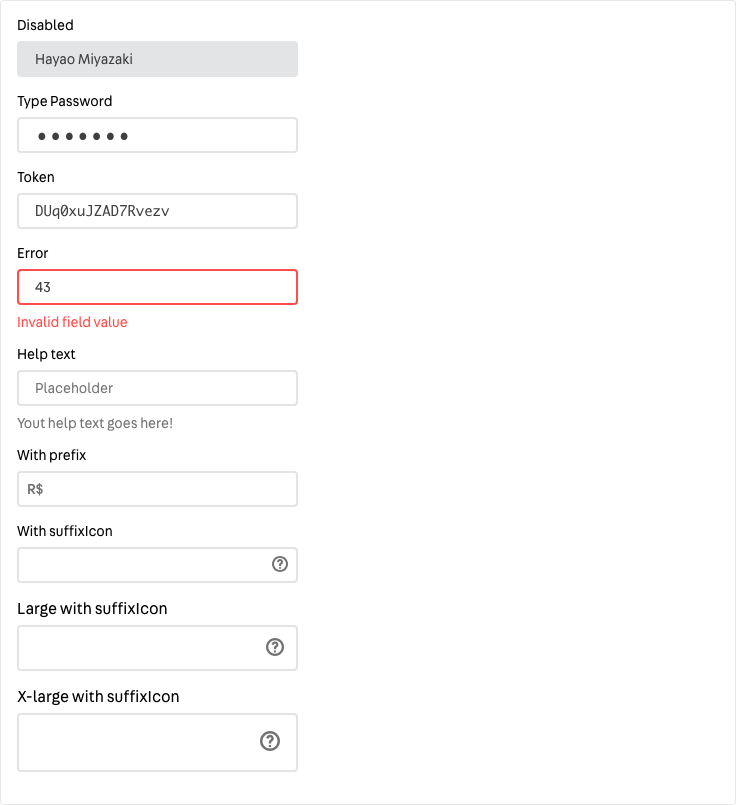 Disabled
Hayao Miyazaki
Type Password
●●●●●●●
Token
DUq0xuJZAD7Rvezv
Error
43
Invalid field value
Help text
Placeholder
Yout help text goes here!
With prefix
R$
With suffixIcon
?
Large with suffixIcon
?
X-large with suffixIcon
?